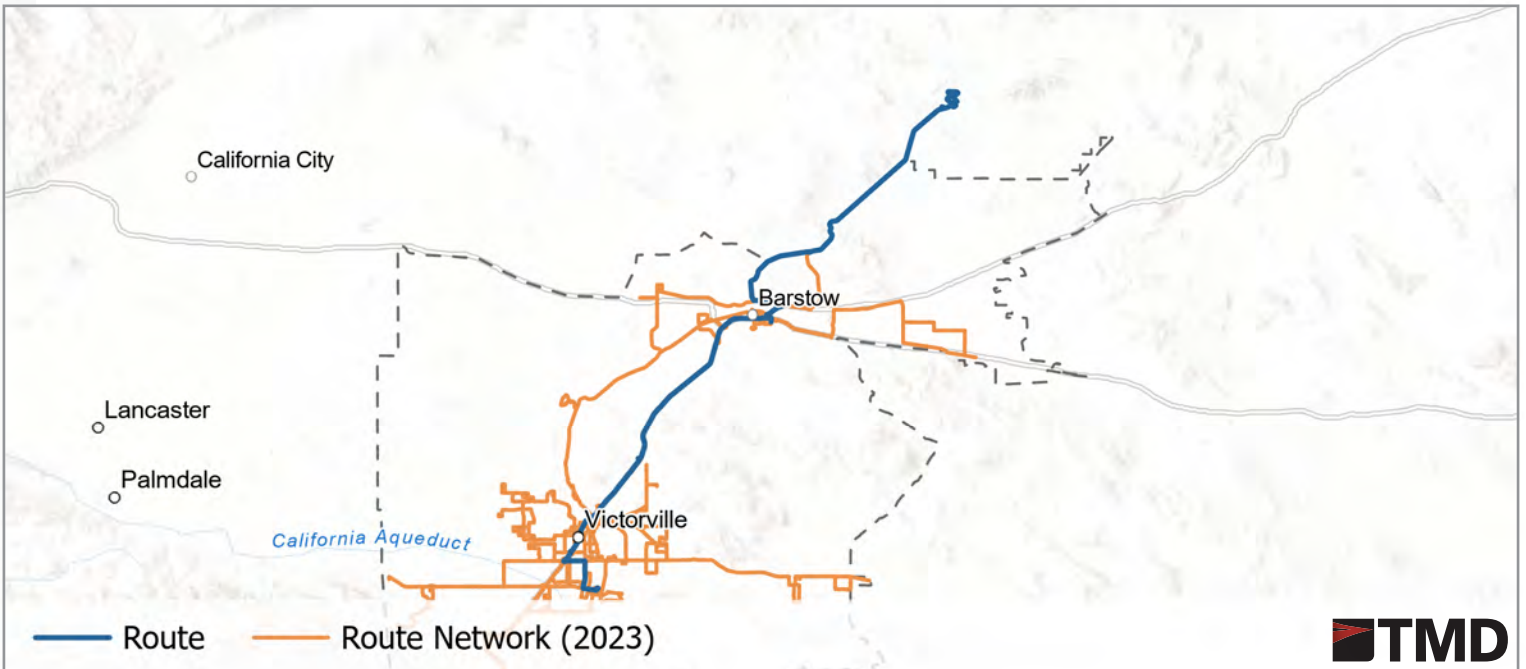 California City
Barstow
Lancaster
Palmdale
Victorville
California Aqueduct
Route
Route Network (2023)
TMD